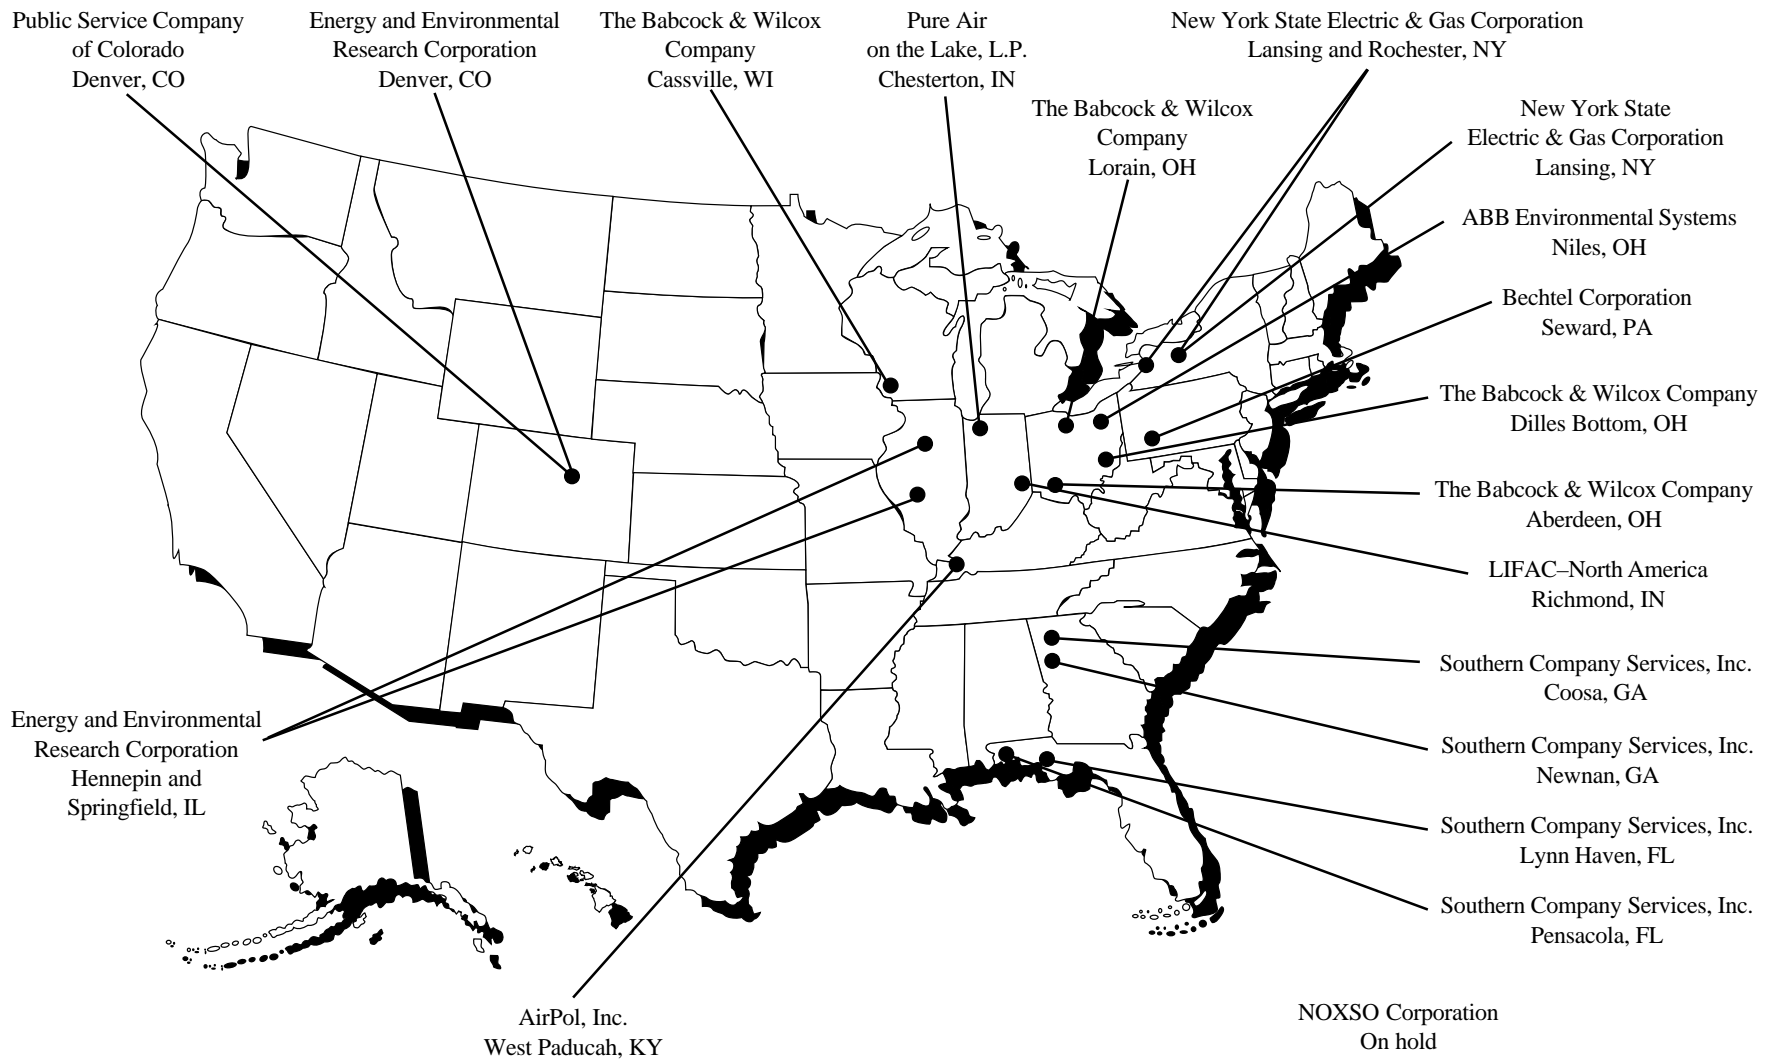 Public Service Company
of Colorado
Denver, CO
Energy and Environmental
Research Corporation
Denver, CO
The Babcock & Wilcox
Company
Cassville, WI
Pure Air
on the Lake, L.P.
Chesterton, IN
New York State Electric & Gas Corporation
Lansing and Rochester, NY
The Babcock & Wilcox
Company
Lorain, OH
New York State
Electric & Gas Corporation
Lansing, NY
ABB Environmental Systems
Niles, OH
Bechtel Corporation
Seward, PA
The Babcock & Wilcox Company
Dilles Bottom, OH
The Babcock & Wilcox Company
Aberdeen, OH
LIFAC–North America
Richmond, IN
Southern Company Services, Inc.
Coosa, GA
Southern Company Services, Inc.
Newnan, GA
Southern Company Services, Inc.
Lynn Haven, FL
Southern Company Services, Inc.
Pensacola, FL
Energy and Environmental
Research Corporation
Hennepin and
Springfield, IL
AirPol, Inc.
West Paducah, KY
NOXSO Corporation
On hold